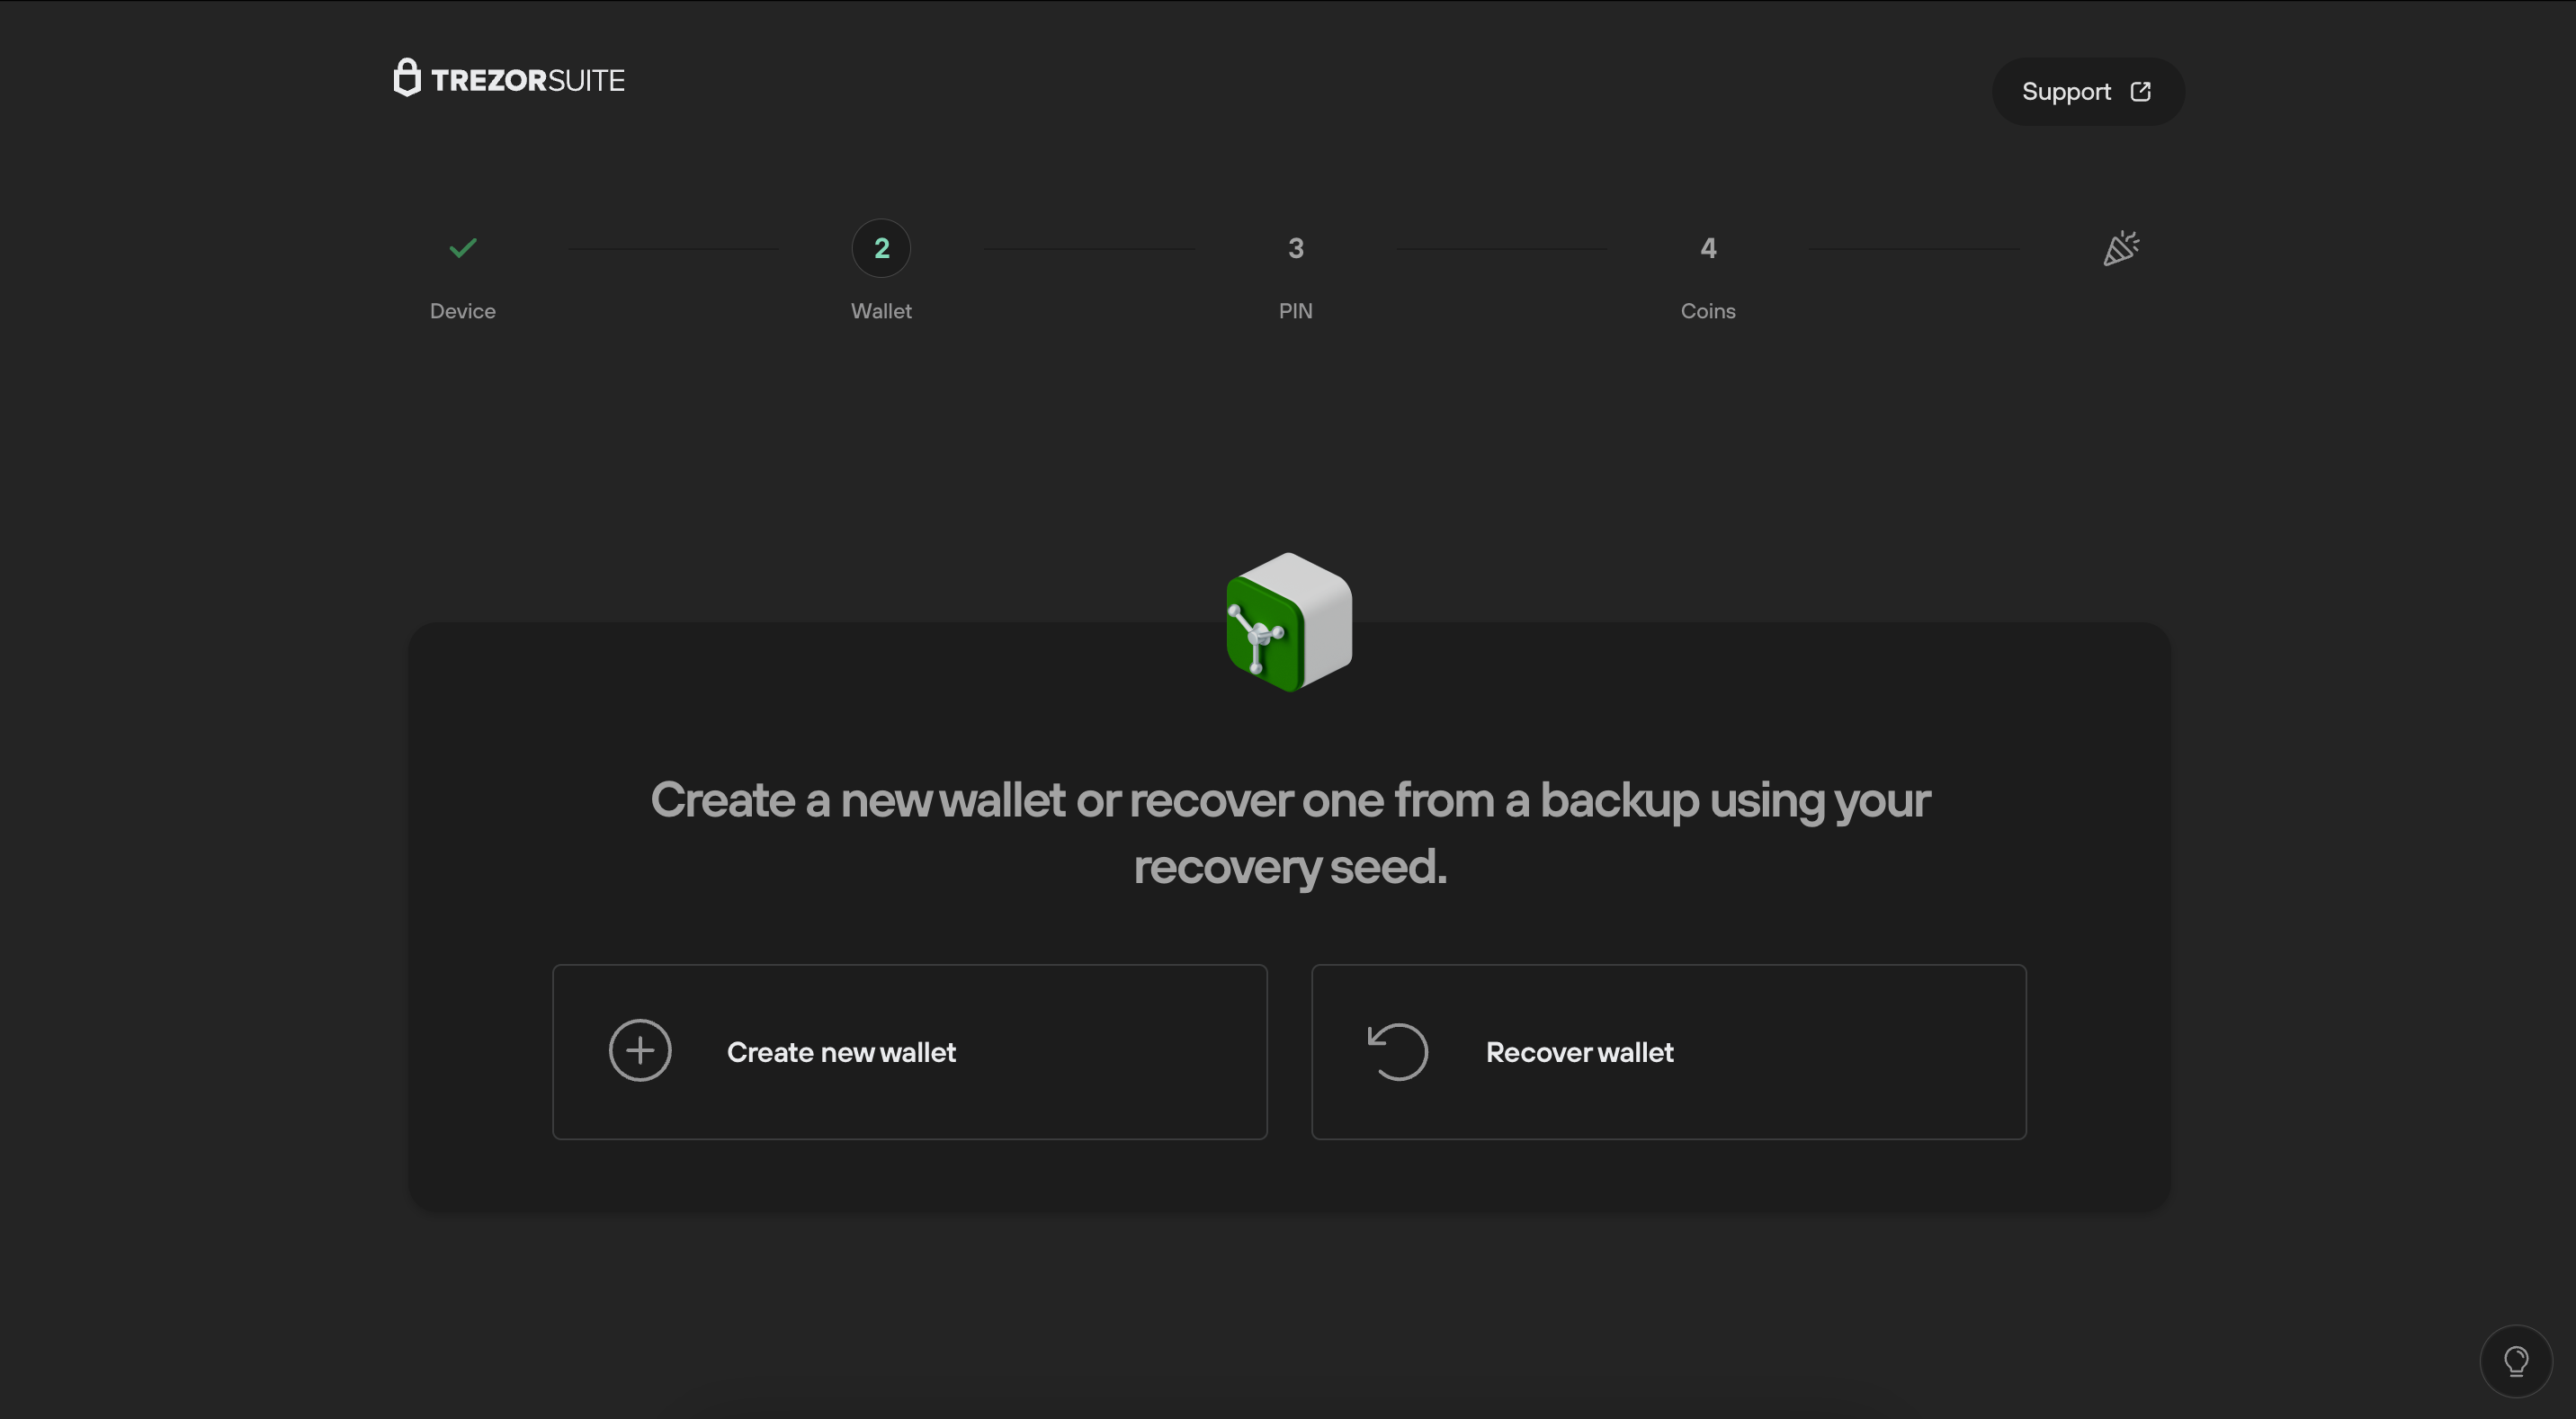 TREZORSUITE
Support
2
3
4
Device
Wallet
PIN
Coins
Create a new wallet or recover one from a backup using your
recovery seed.
Create new wallet
Recover wallet